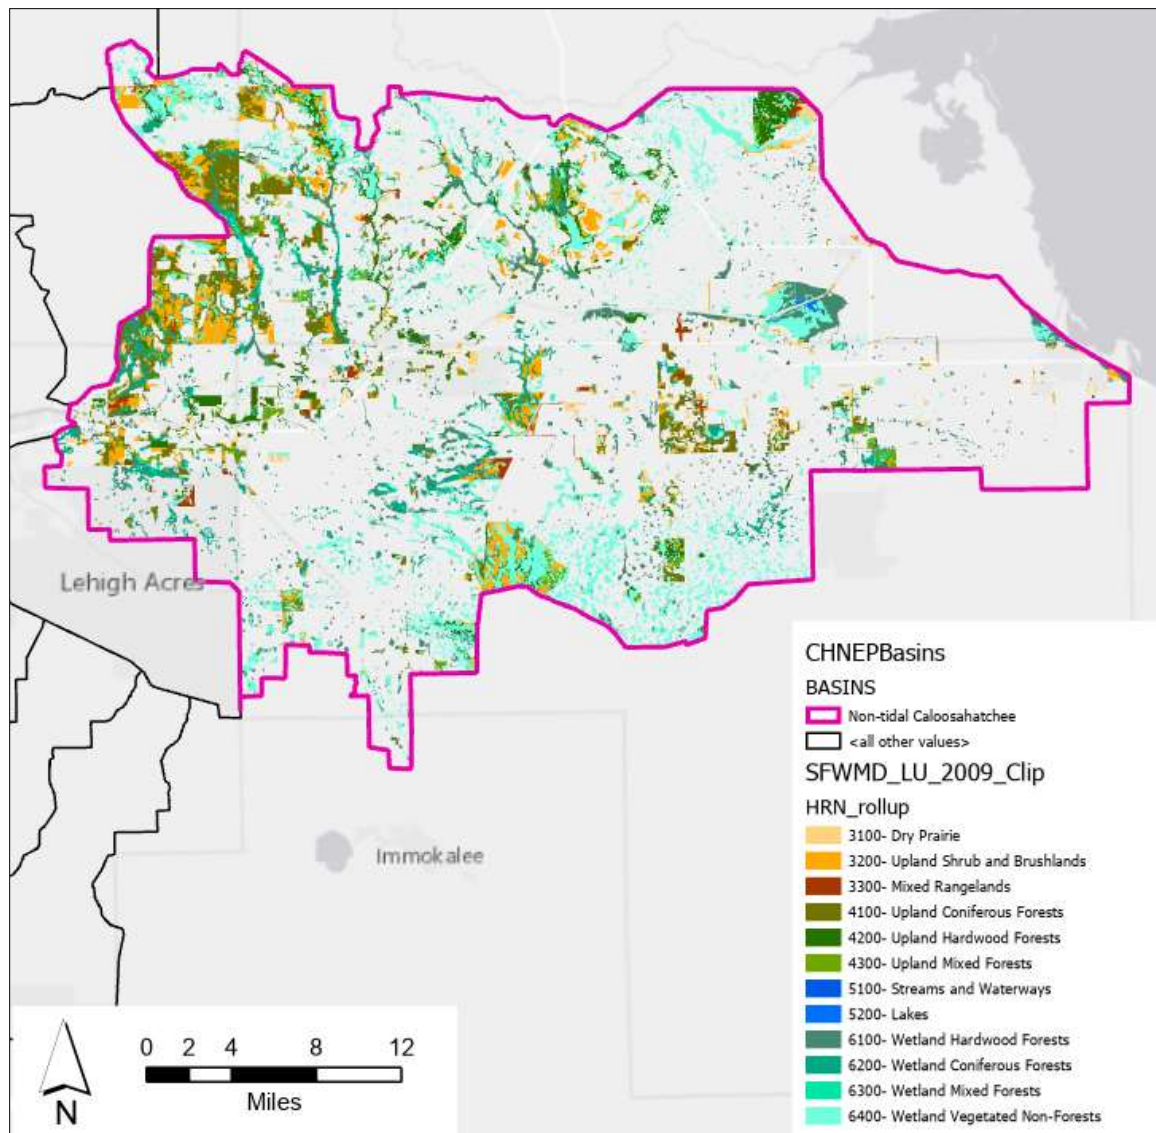 Lehigh Acres
Immokalee
CHNEPBasins
BASINS
Non-tidal Caloosahatchee
<all other values>
SFWMD_LU_2009_Clip
HRN_rollup
3100- Dry Prairie
3200- Upland Shrub and Brushlands
3300- Mixed Rangelands
4100- Upland Coniferous Forests
4200- Upland Hardwood Forests
4300- Upland Mixed Forests
5100- Streams and Waterways
5200- Lakes
6100- Wetland Hardwood Forests
6200- Wetland Coniferous Forests
6300- Wetland Mixed Forests
6400- Wetland Vegetated Non-Forests
0 2 4 8 12
Miles
N